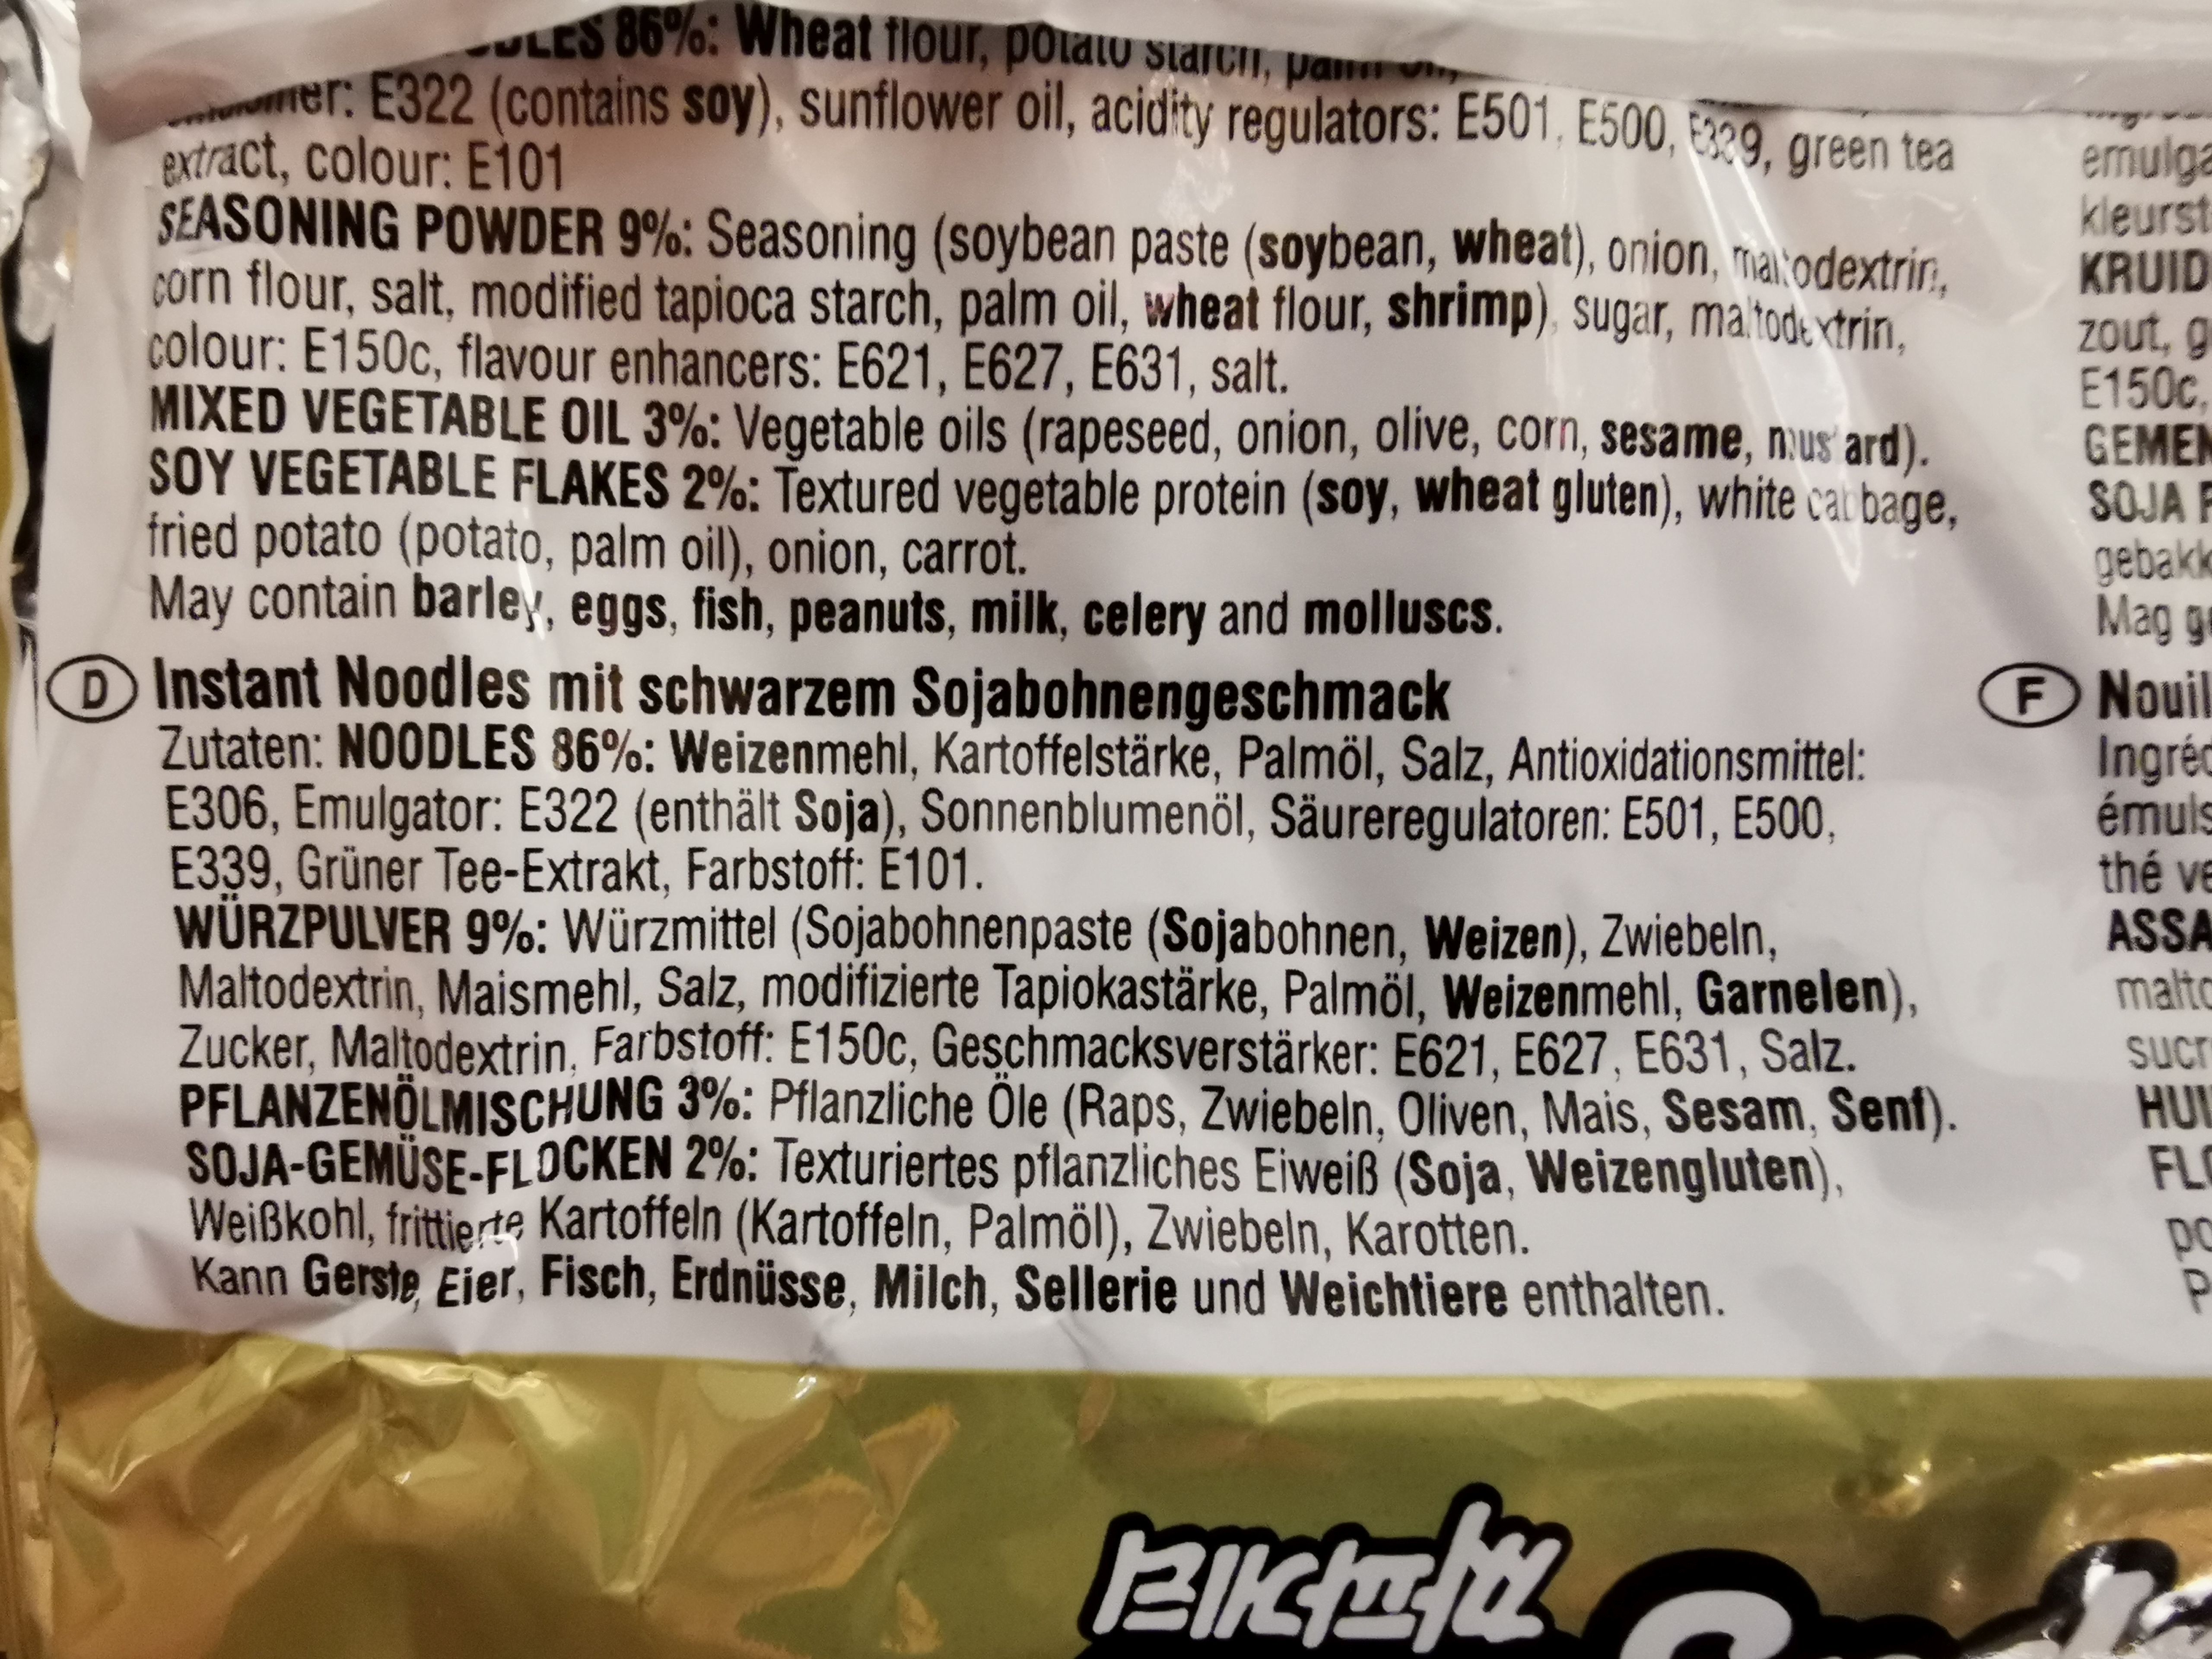 86%: Wheat flour, potato starch, palm
E322 (contains soy), sunflower oil, acidity regulators: E501, E500, E339, green tea
extract, colour: E101
SEASONING POWDER 9%: Seasoning (soybean paste (soybean, wheat), onion, maltodextrin,
corn flour, salt, modified tapioca starch, palm oil, wheat flour, shrimp), sugar, maltodextrin,
colour: E150c, flavour enhancers: E621, E627, E631, salt.
MIXED VEGETABLE OIL 3%: Vegetable oils (rapeseed, onion, olive, corn, sesame, mustard).
SOY VEGETABLE FLAKES 2%: Textured vegetable protein (soy, wheat gluten), white cabbage,
fried potato (potato, palm oil), onion, carrot.
May contain barley, eggs, fish, peanuts, milk, celery and molluscs.
D Instant Noodles mit schwarzem Sojabohnengeschmack
Zutaten: NOODLES 86%: Weizenmehl, Kartoffelstärke, Palmöl, Salz, Antioxidationsmittel:
E306, Emulgator: E322 (enthält Soja), Sonnenblumenöl, Säureregulatoren: E501, E500,
E339, Grüner Tee-Extrakt, Farbstoff: E101.
WÜRZPULVER 9%: Würzmittel (Sojabohnenpaste (Sojabohnen, Weizen), Zwiebeln,
Maltodextrin, Maismehl, Salz, modifizierte Tapiokastärke, Palmöl, Weizenmehl, Garnelen),
Zucker, Maltodextrin, Farbstoff: E150c, Geschmacksverstärker: E621, E627, E631, Salz.
PFLANZENÖLMISCHUNG 3%: Pflanzliche Öle (Raps, Zwiebeln, Oliven, Mais, Sesam, Senf).
SOJA-GEMÜSE-FLOCKEN 2%: Texturiertes pflanzliches Eiweiß (Soja, Weizengluten),
Weißkohl, frittierte Kartoffeln (Kartoffeln, Palmöl), Zwiebeln, Karotten.
Kann Gerste, Eier, Fisch, Erdnüsse, Milch, Sellerie und Weichtiere enthalten.
emulga
kleurst
KRUID
zout, g
E150c,
GEMEN
SOJA F
gebakk
Mag g
F Nouil
Ingréd
émuls
thé ve
ASSA
malto
sucr
HUI
FLO
po
P